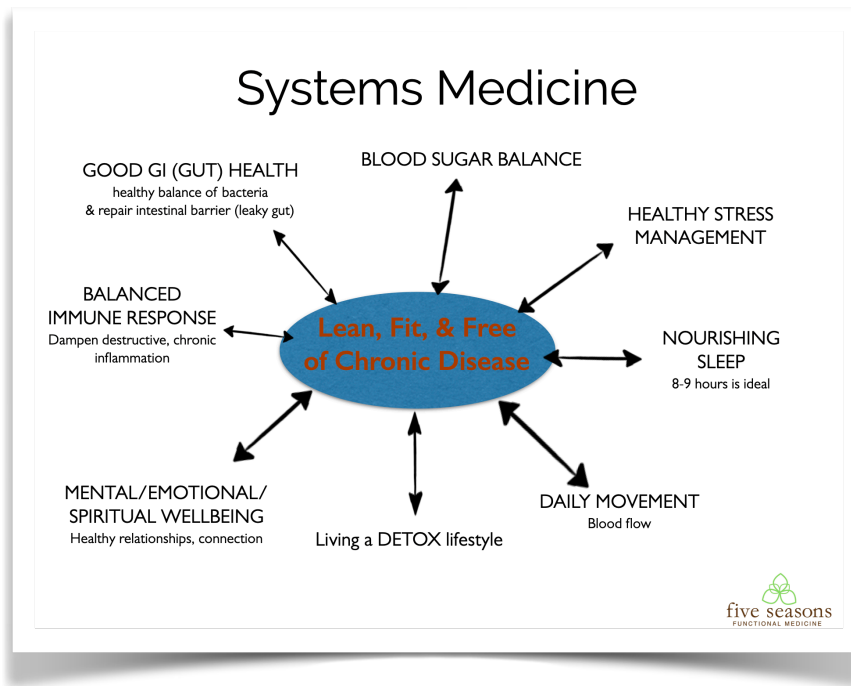 Systems Medicine
GOOD GI (GUT) HEALTH
healthy balance of bacteria
& repair intestinal barrier (leaky gut)
BLOOD SUGAR BALANCE
HEALTHY STRESS
MANAGEMENT
BALANCED
IMMUNE RESPONSE
Dampen destructive, chronic
inflammation
Lean, Fit, & Free
of Chronic Disease
NOURISHING
SLEEP
8-9 hours is ideal
MENTAL/EMOTIONAL/
SPIRITUAL WELLBEING
Healthy relationships, connection
Living a DETOX lifestyle
DAILY MOVEMENT
Blood flow
five seasons
FUNCTIONAL MEDICINE